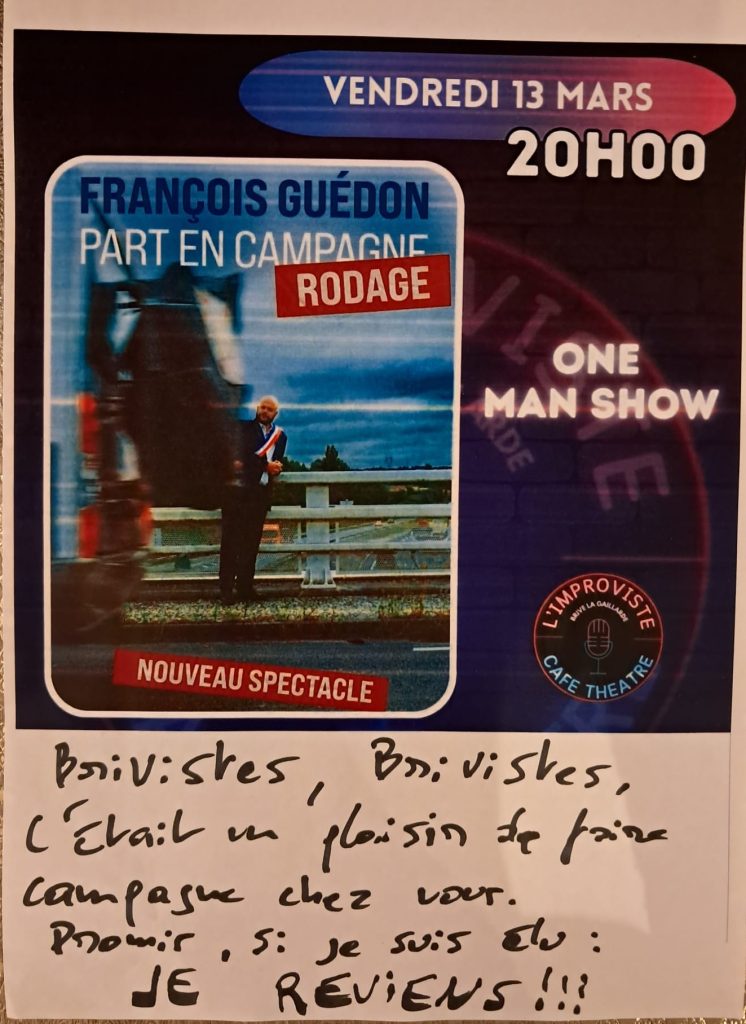 VENDREDI 13 MARS
20H00
FRANÇOIS GUÉDON
PART EN CAMPAGNE
RODAGE
ONE
MAN SHOW
L'IMPROVISTE
BRIVE LA GAILLARDE
CAFE THEATRE
NOUVEAU SPECTACLE
Brivistes, Brivistes,
C'était un plaisir de faire
campagne chez vous.
Promis, si je suis élu :
JE REVIENS !!!